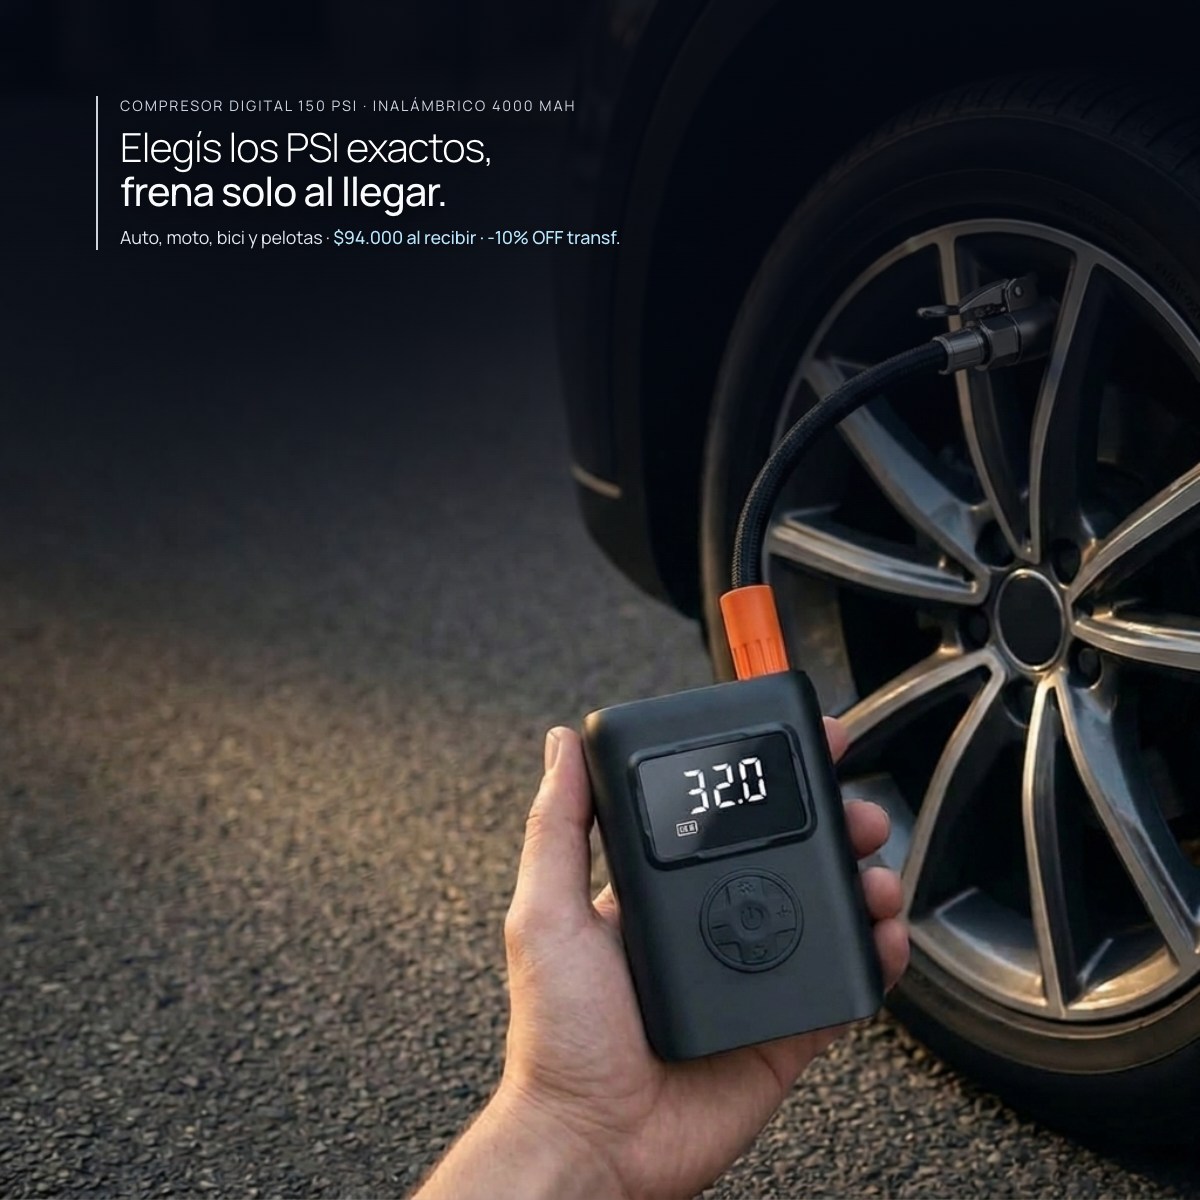 COMPRESOR DIGITAL 150 PSI · INALÁMBRICO 4000 MAH
Elegís los PSI exactos,
frena solo al llegar.
Auto, moto, bici y pelotas · $94.000 al recibir · -10% OFF transf.
32.0